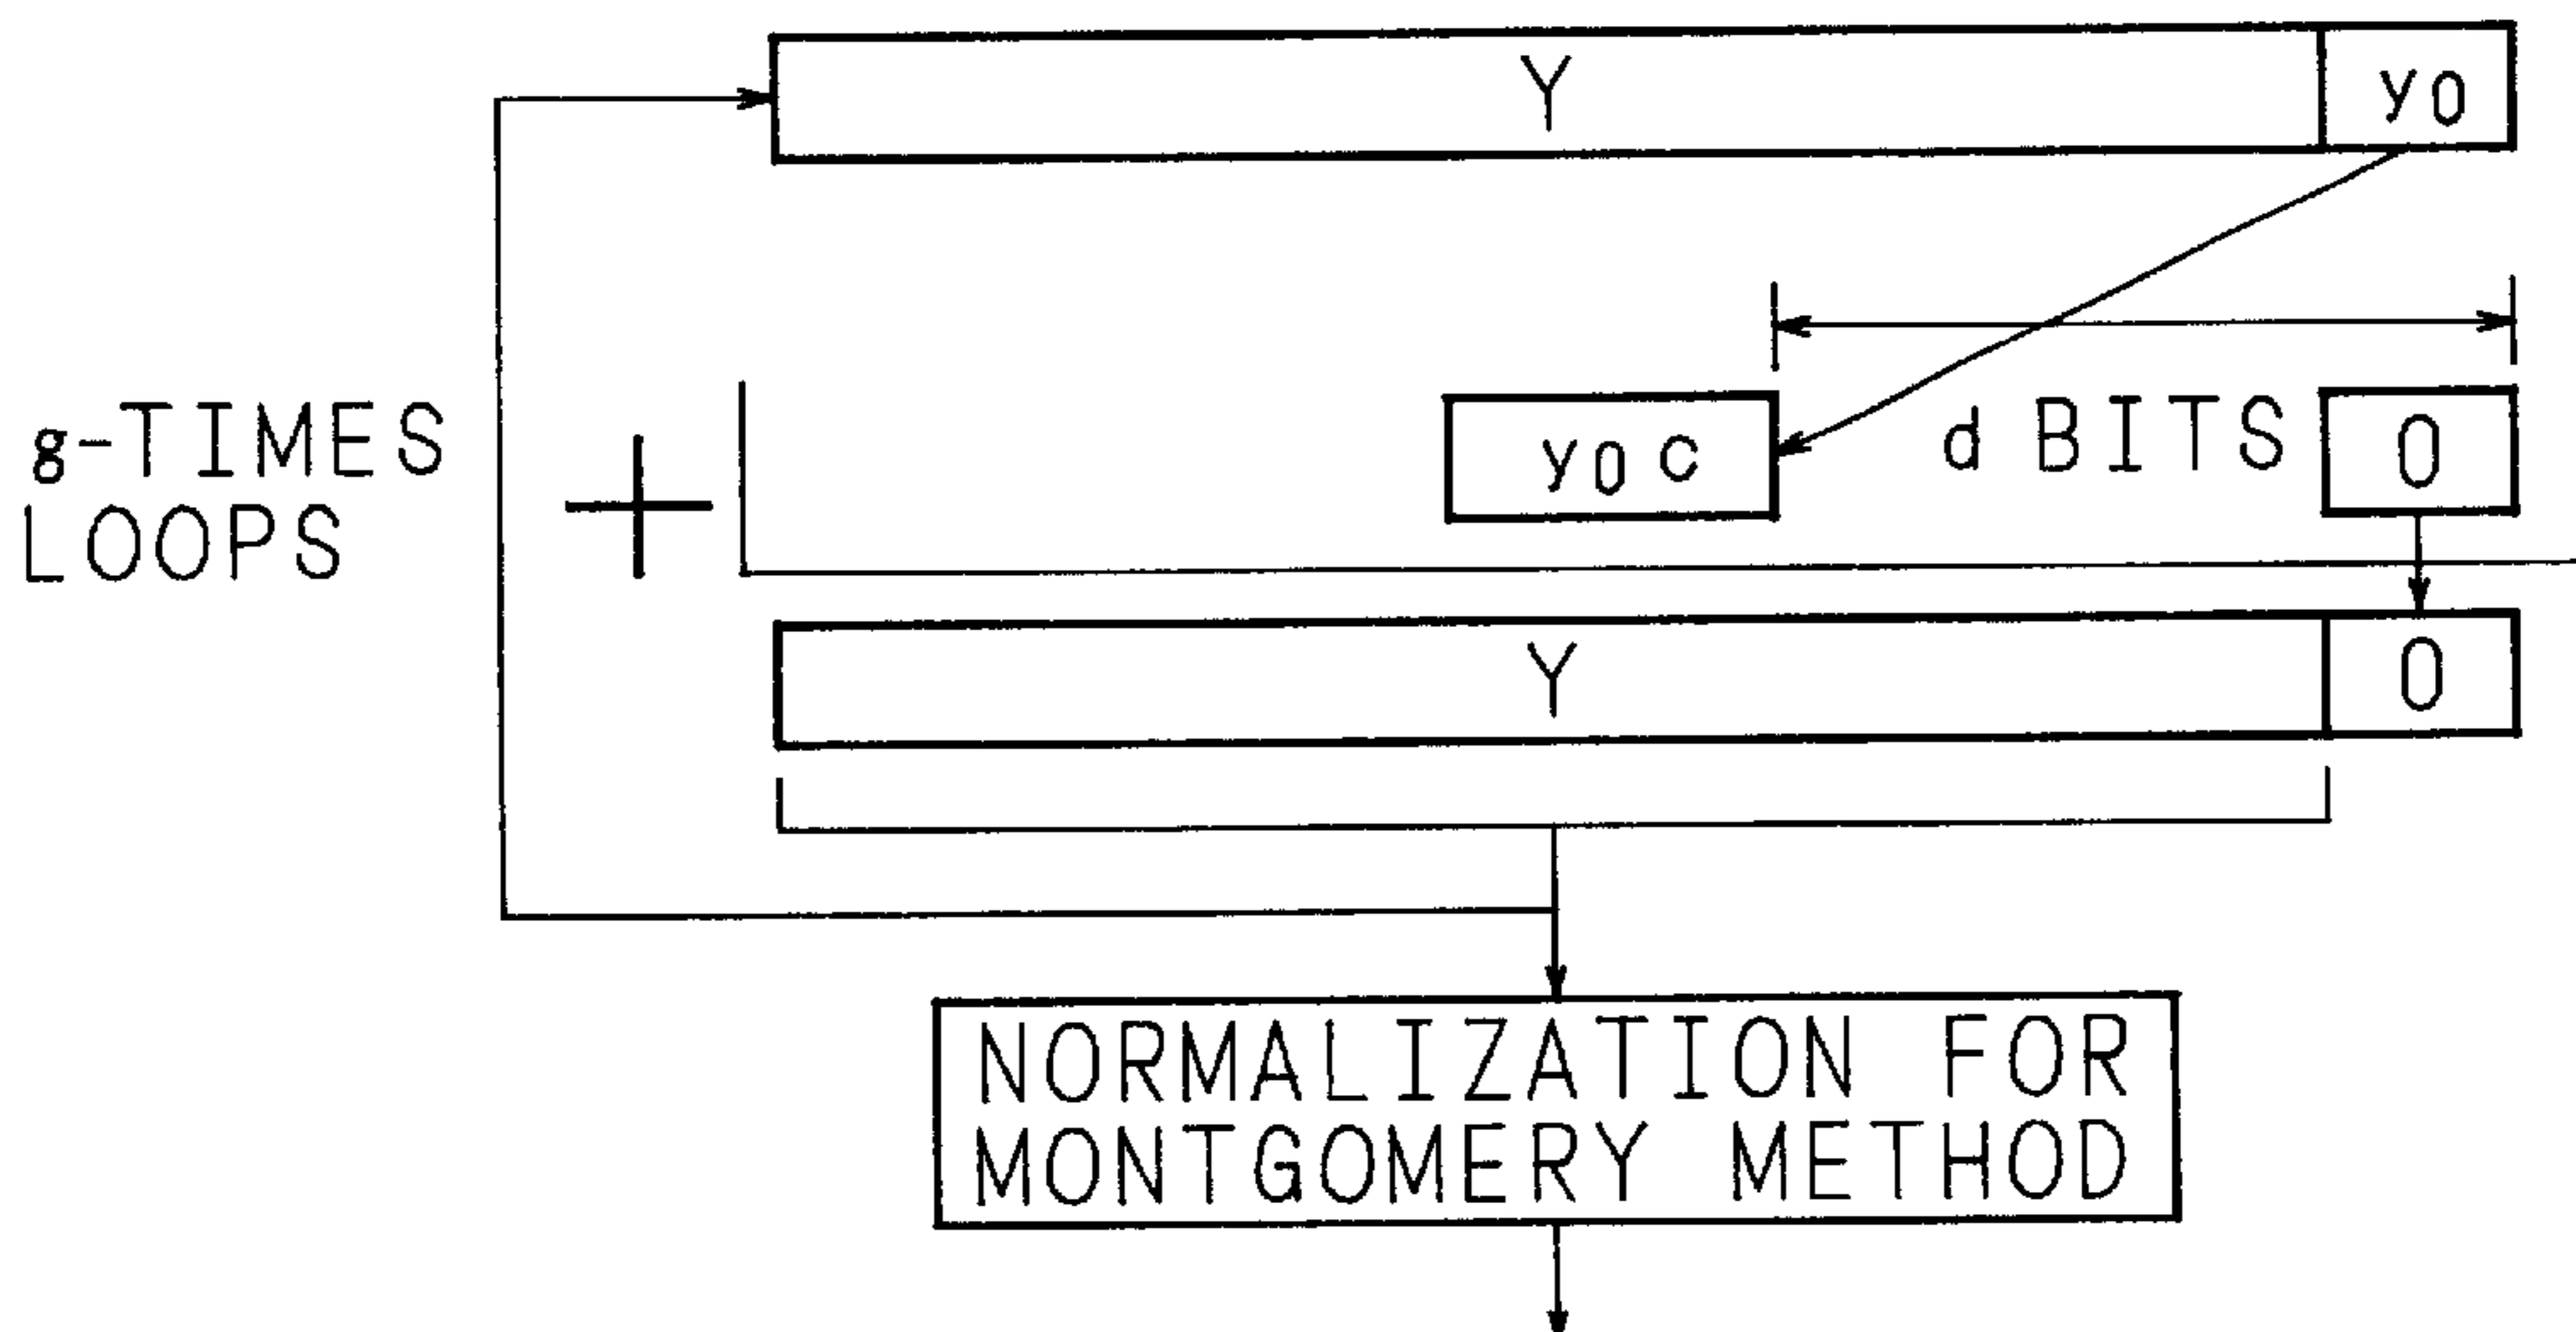 Y y0
g-TIMES
LOOPS
+
y0 c
d BITS
0
Y 0
NORMALIZATION FOR
MONTGOMERY METHOD